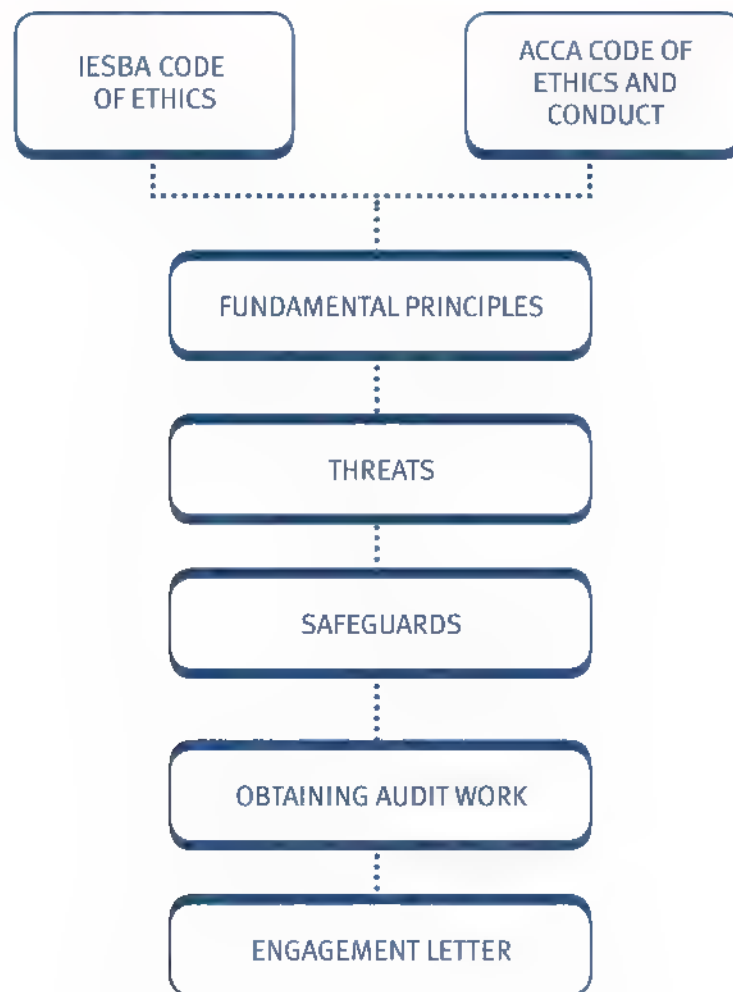 IESBA CODE
OF ETHICS
ACCA CODE OF
ETHICS AND
CONDUCT
FUNDAMENTAL PRINCIPLES
THREATS
SAFEGUARDS
OBTAINING AUDIT WORK
ENGAGEMENT LETTER